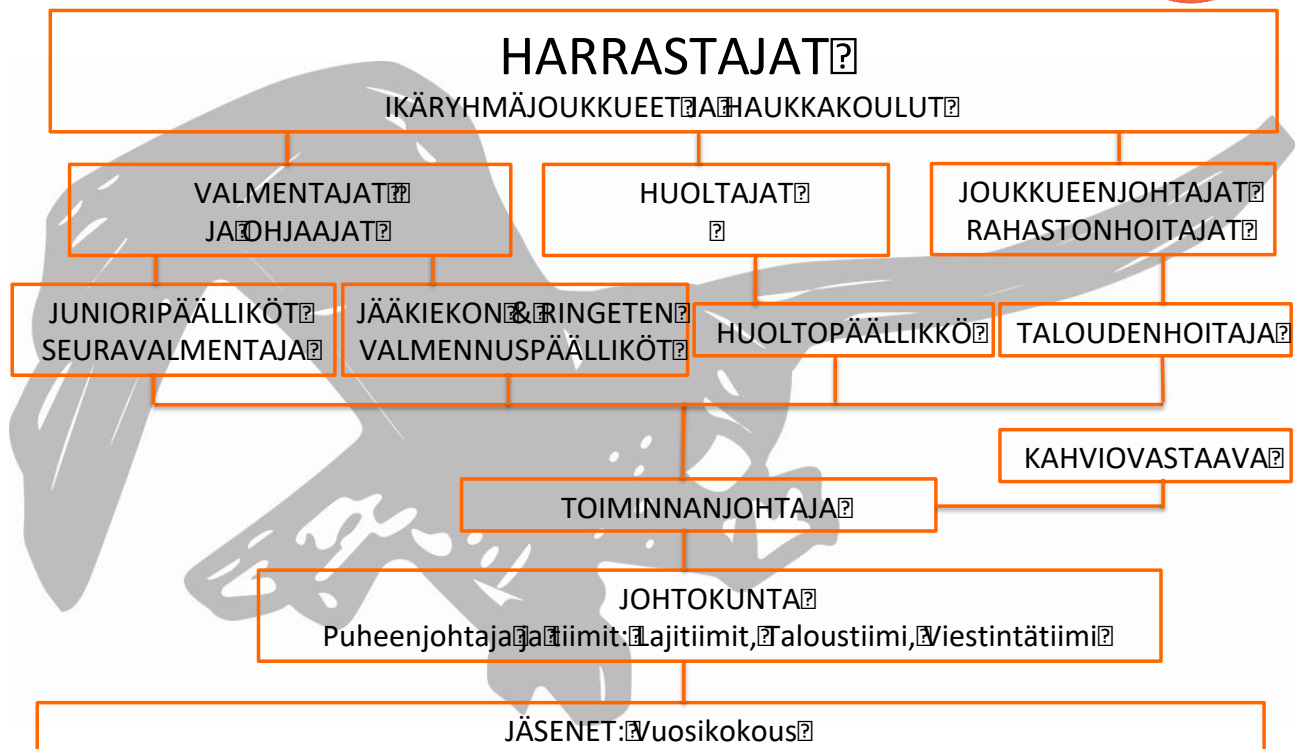 HARRASTAJAT
IKÄRYHMÄJOUKKUEET JA HAUKKAKOULUT
VALMENTAJAT
JA OHJAAJAT
HUOLTAJAT
JOUKKUEENJOHTAJAT
RAHASTONHOITAJAT
JUNIORIPÄÄLLIKÖT
SEURAVALMENTAJA
JÄÄKIEKON & RINGETEN
VALMENNUSPÄÄLLIKÖT
HUOLTOPÄÄLLIKKÖ
TALOUDENHOITAJA
KAHVIOVASTAAVA
TOIMINNANJOHTAJA
JOHTOKUNTA
Puheenjohtaja ja tiimit: Lajitiimit, Taloustiimi, Viestintätiimi
JÄSENET: Vuosikokous